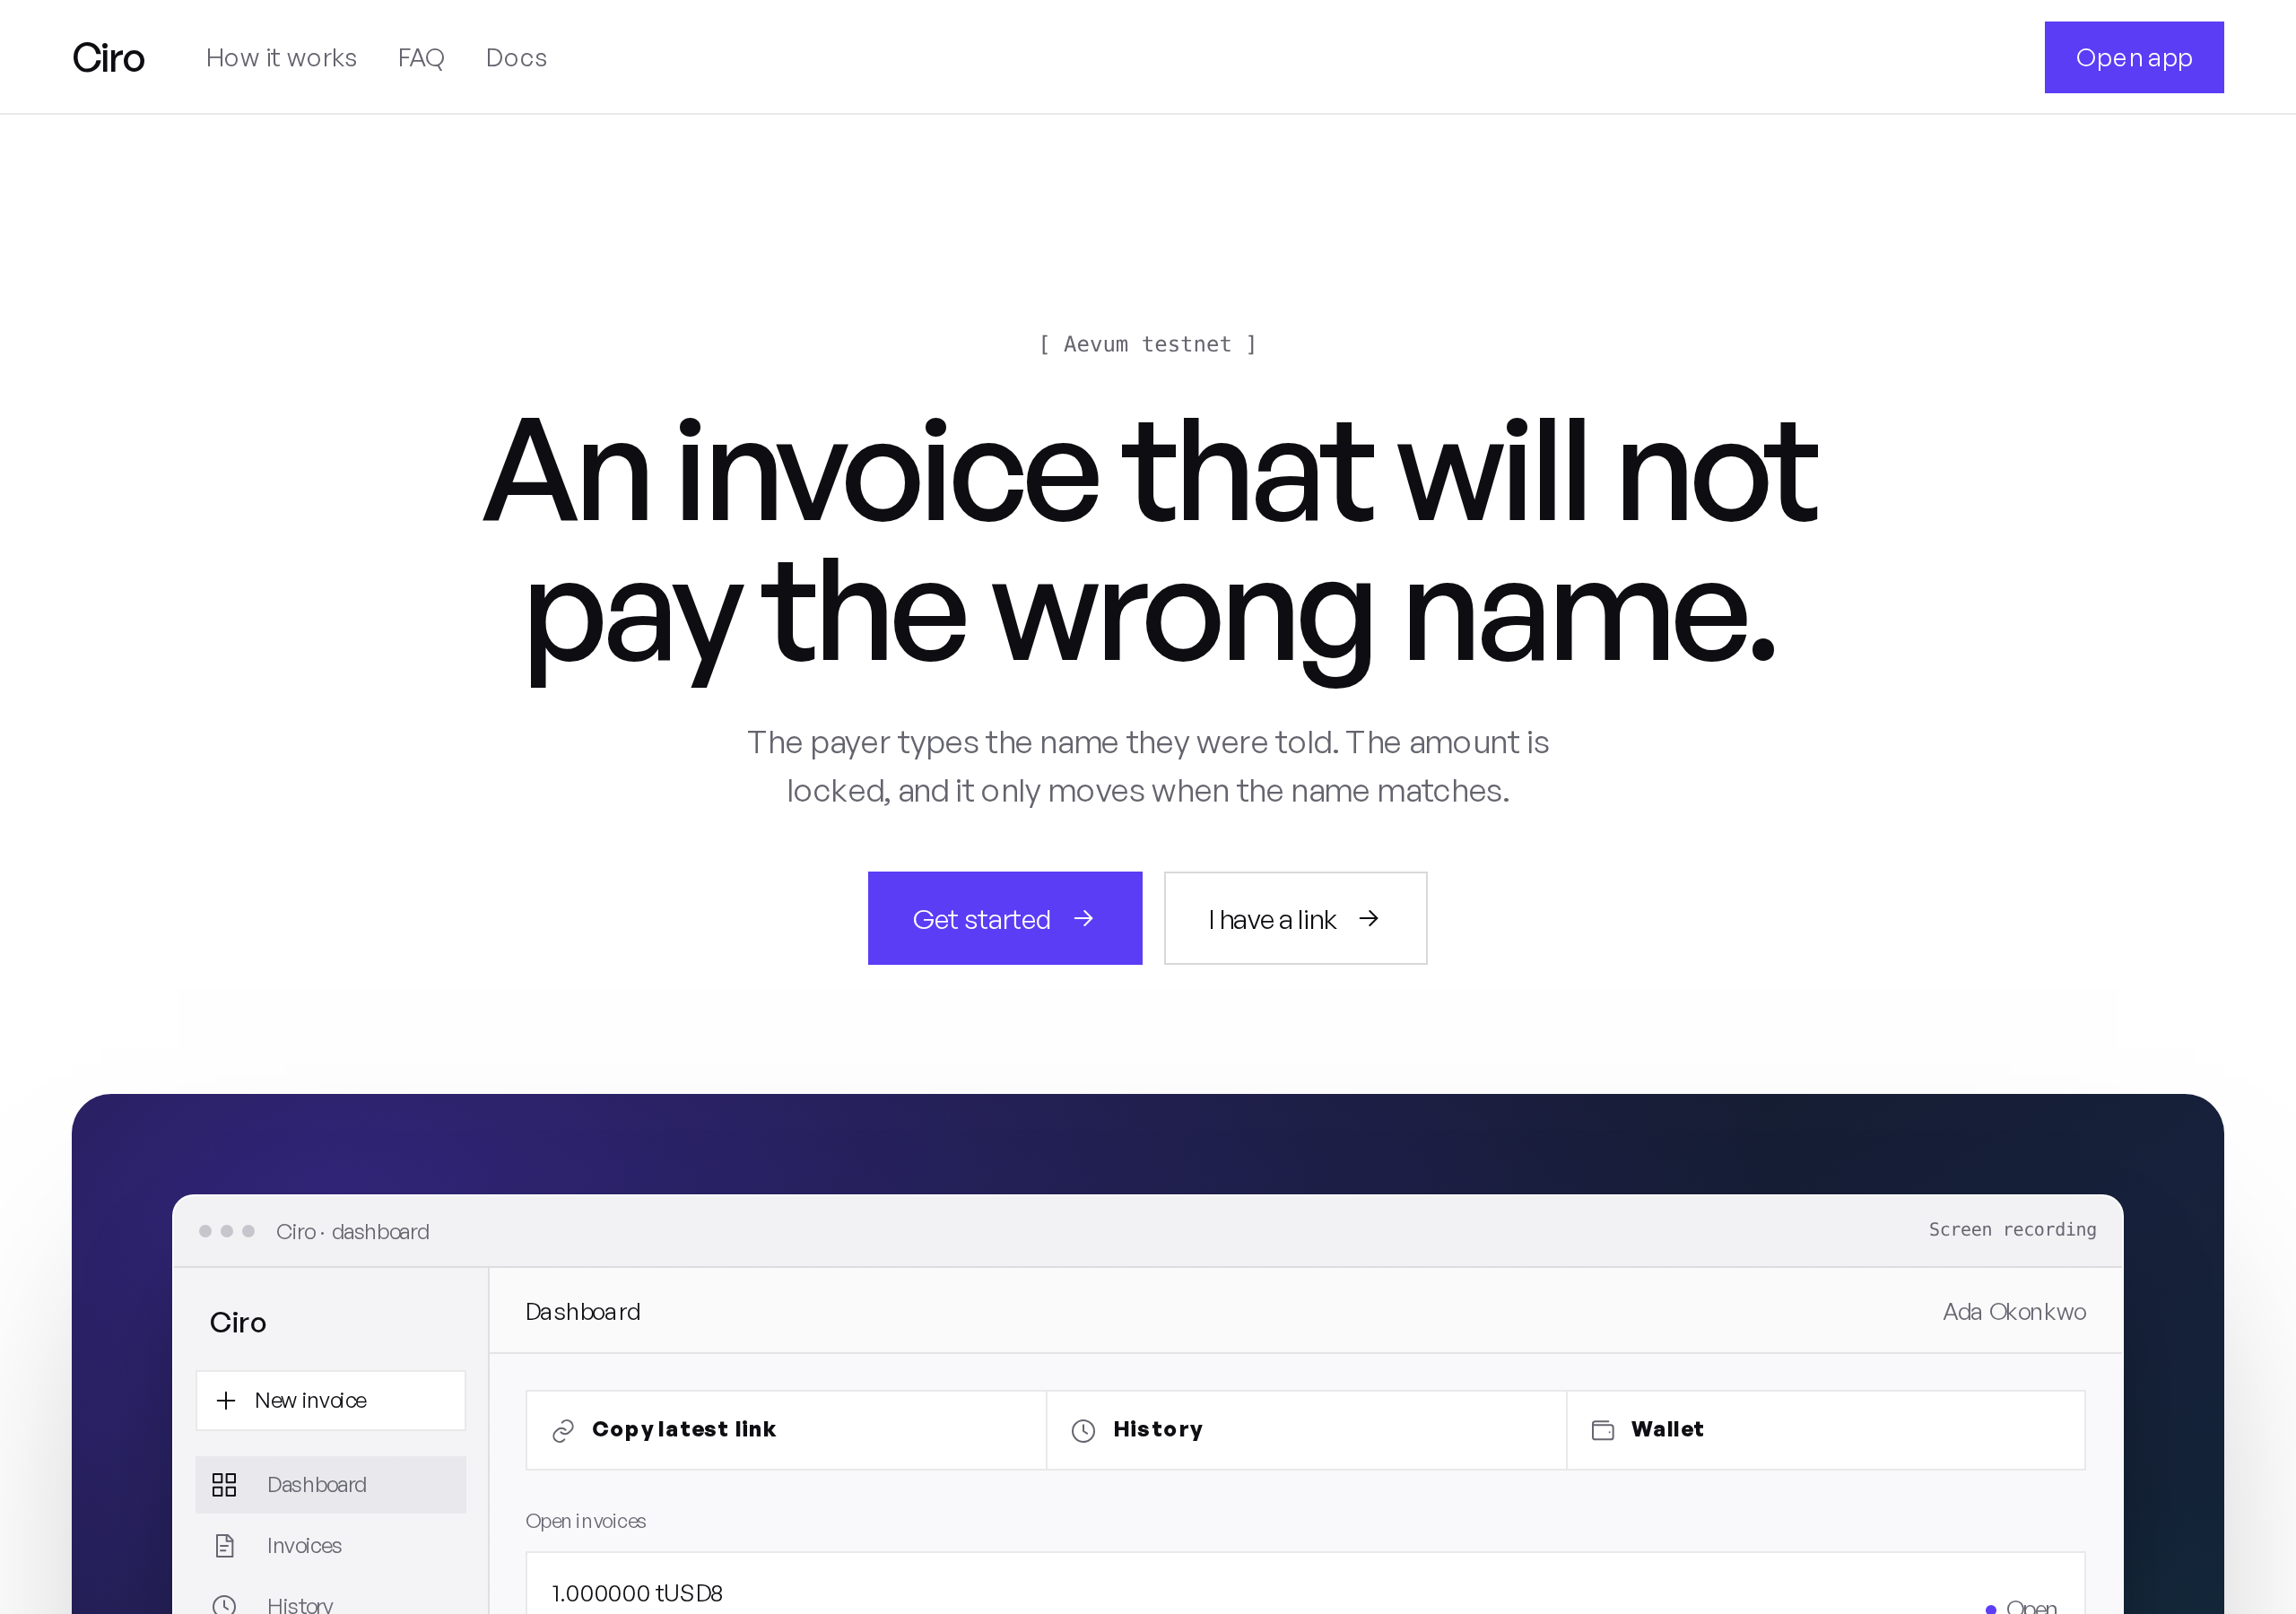 Ciro
How it works
FAQ
Docs
Open app
[ Aevum testnet ]
An invoice that will not
pay the wrong name.
The payer types the name they were told. The amount is
locked, and it only moves when the name matches.
Get started →
I have a link →
Ciro · dashboard
Screen recording
Ciro
Dashboard
Ada Okonkwo
New invoice
Copy latest link
History
Wallet
Dashboard
Open invoices
Invoices
1.000000 tUSD8
Open
History